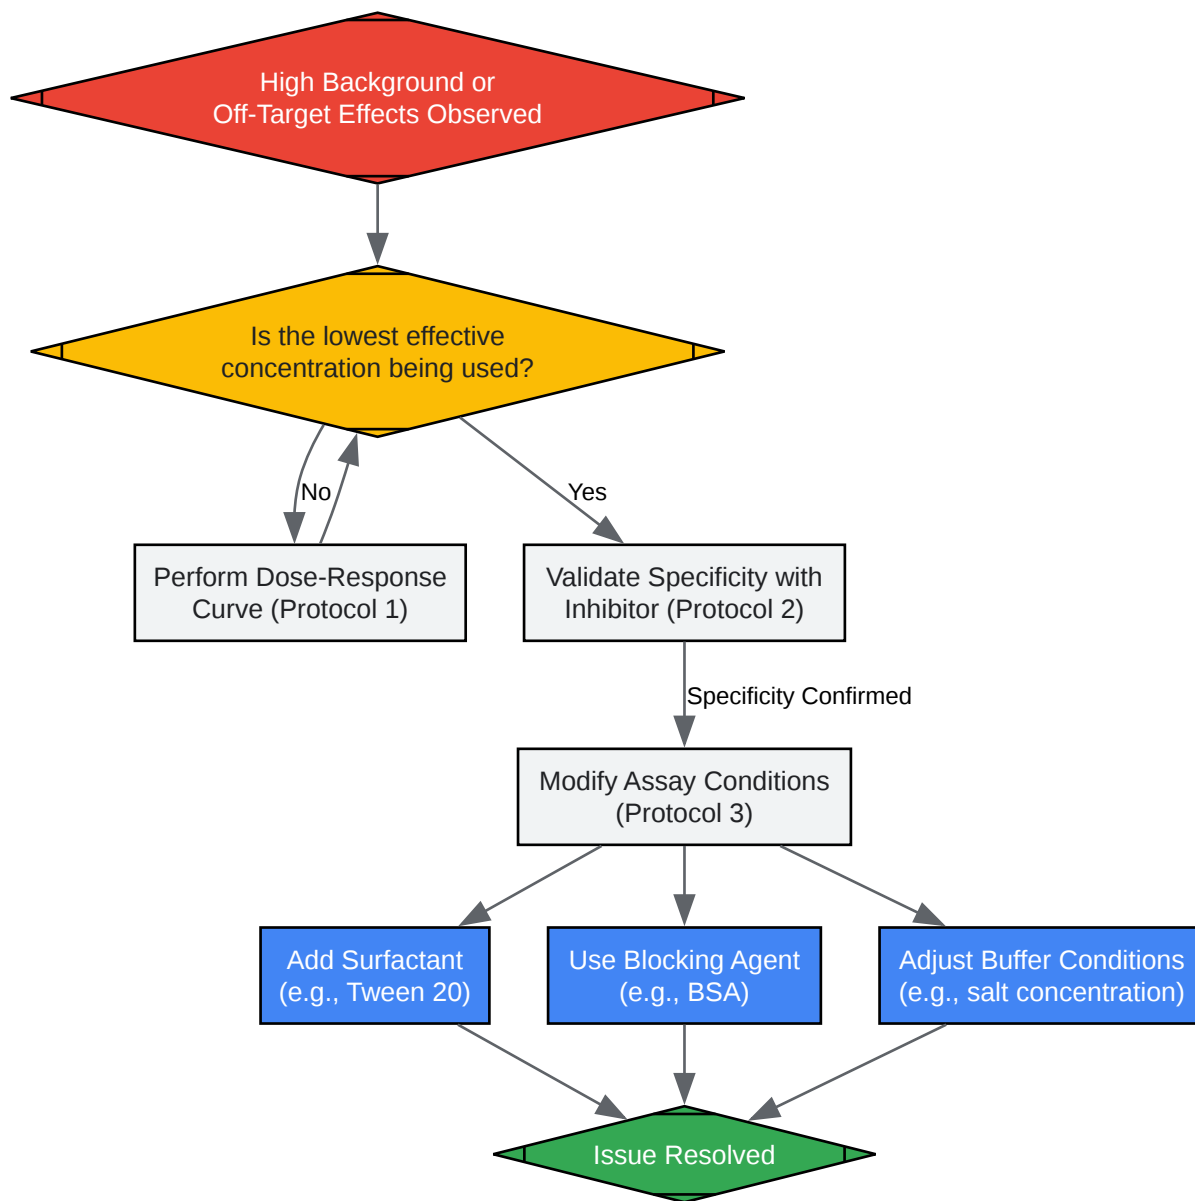 High Background or
Off-Target Effects Observed
Is the lowest effective
concentration being used?
No
Yes
Perform Dose-Response
Curve (Protocol 1)
Validate Specificity with
Inhibitor (Protocol 2)
Specificity Confirmed
Modify Assay Conditions
(Protocol 3)
Add Surfactant
(e.g., Tween 20)
Use Blocking Agent
(e.g., BSA)
Adjust Buffer Conditions
(e.g., salt concentration)
Issue Resolved